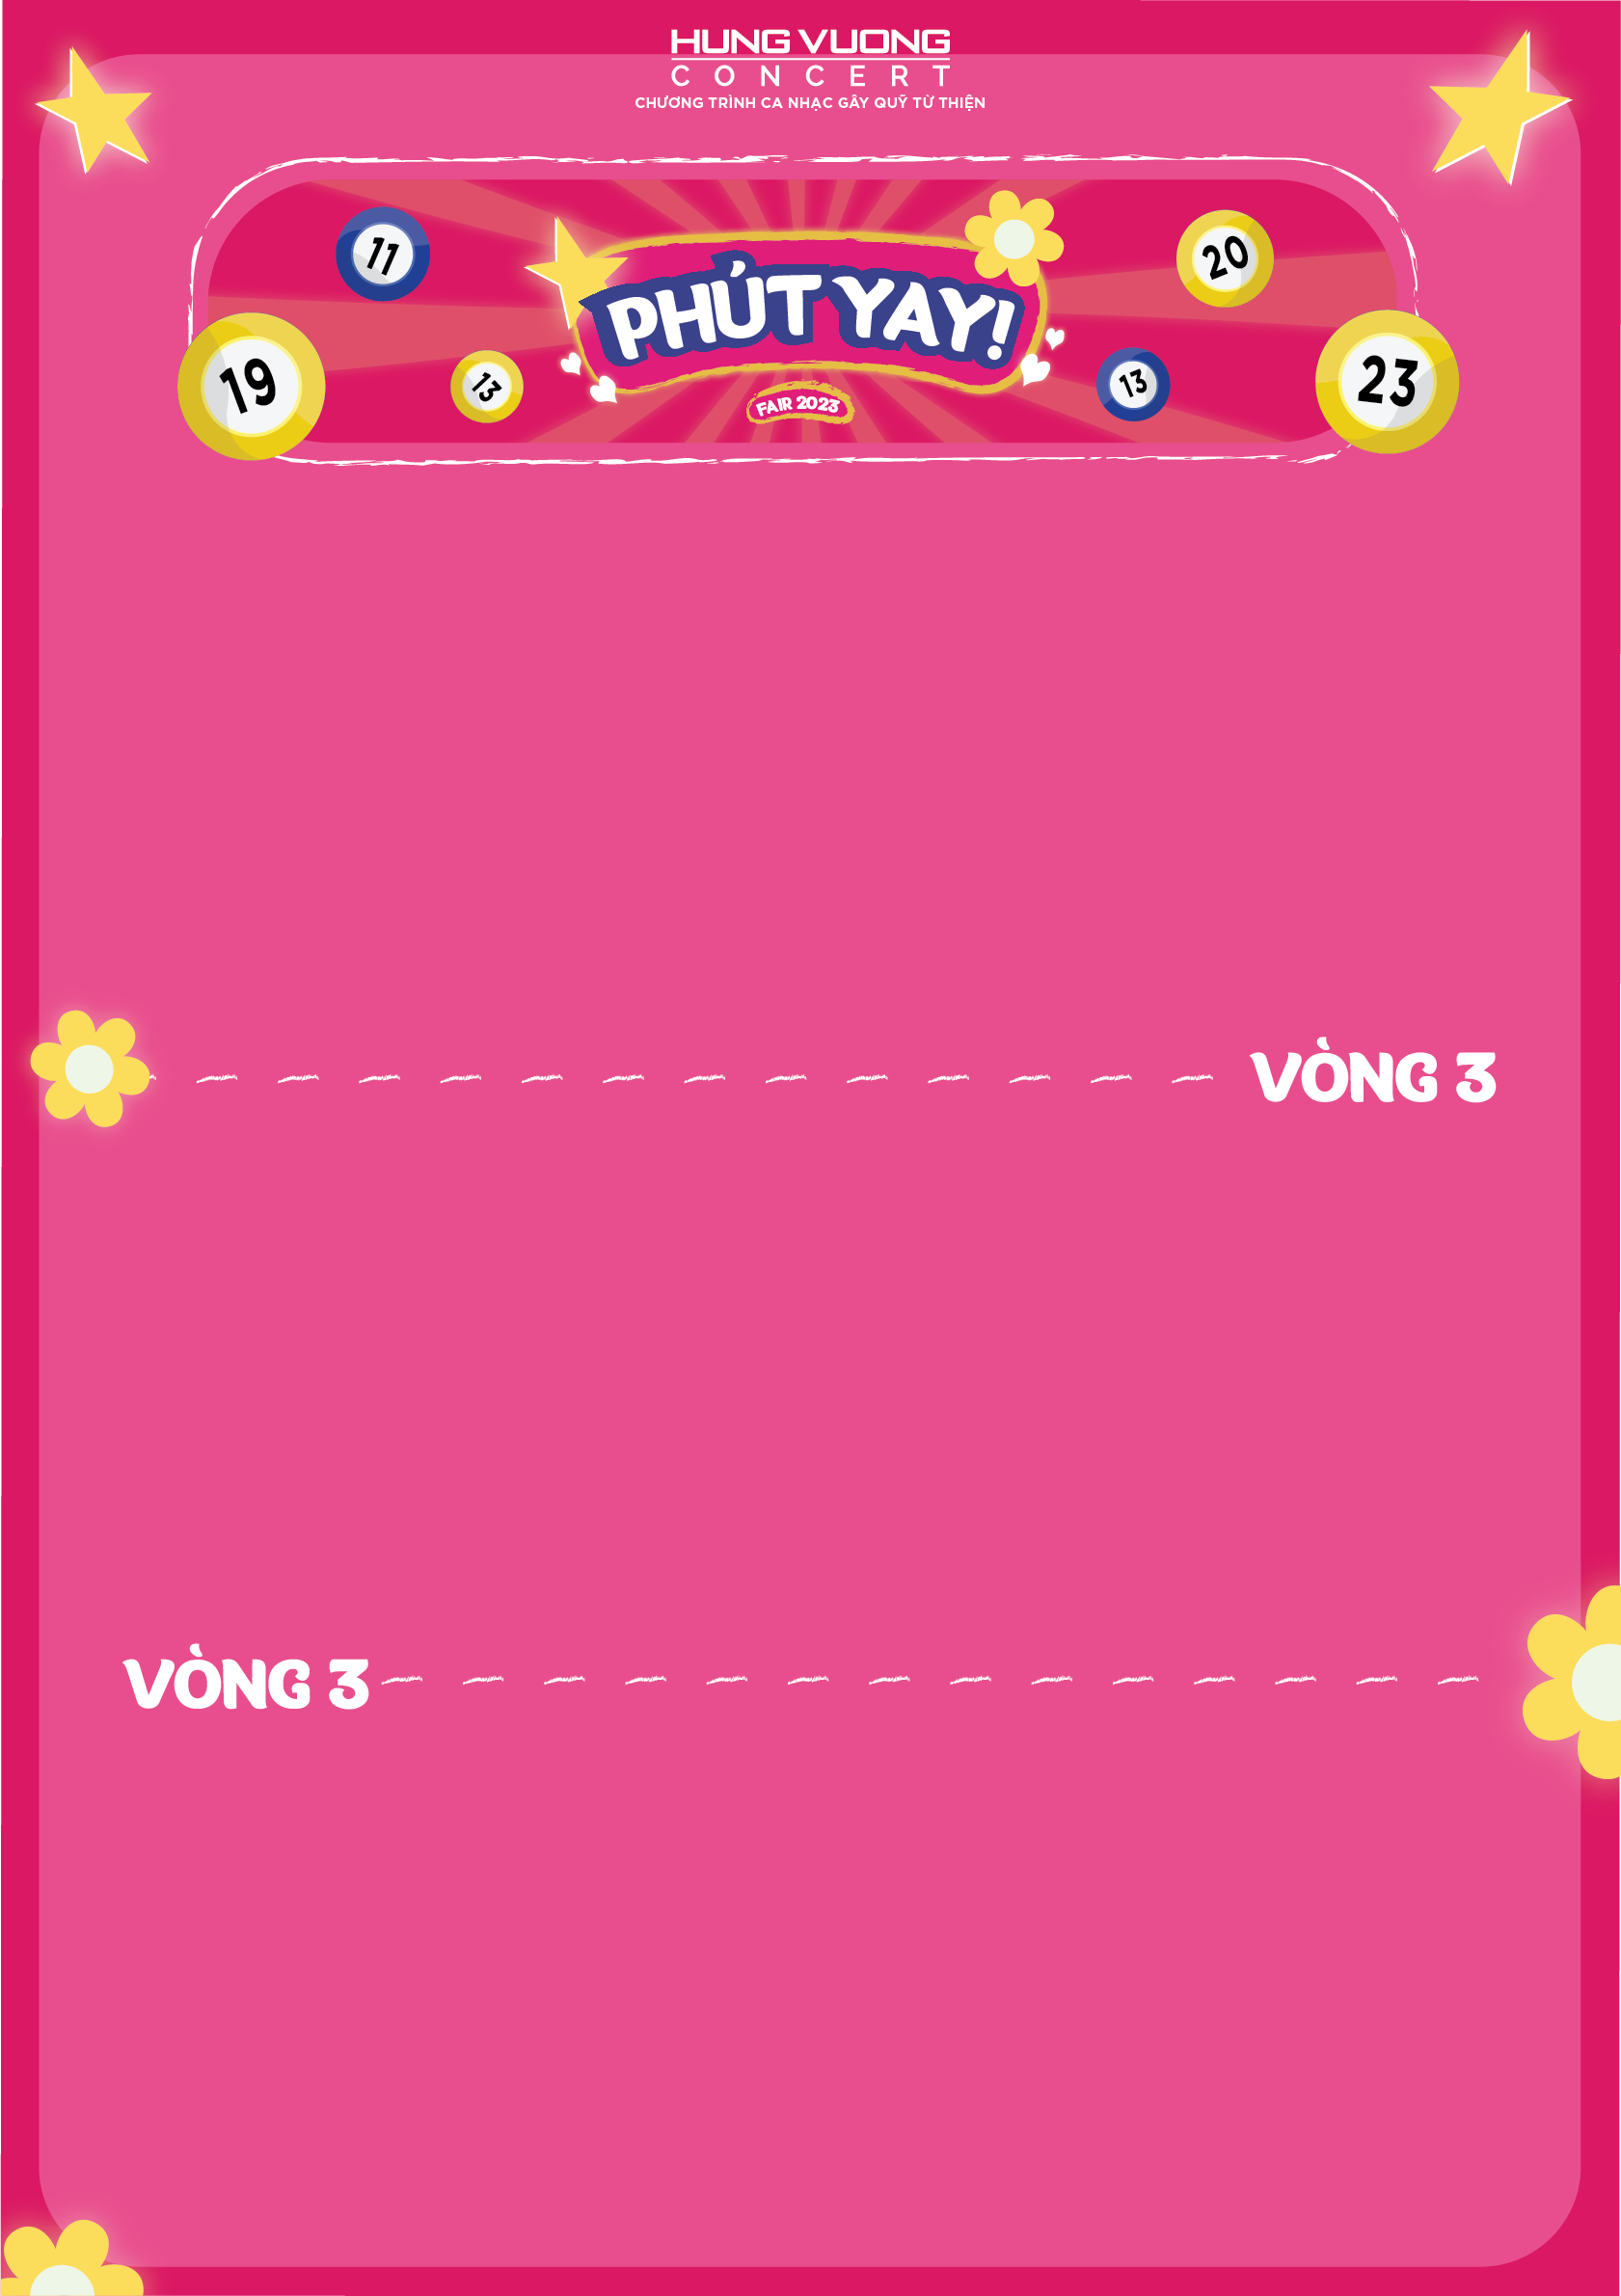 HUNG VUONG
CONCERT
CHƯƠNG TRÌNH CA NHẠC GÂY QUỸ TỪ THIỆN
11
20
PHÚT YAY!
19
13
13
23
FAIR 2023
VÒNG 3
VÒNG 3